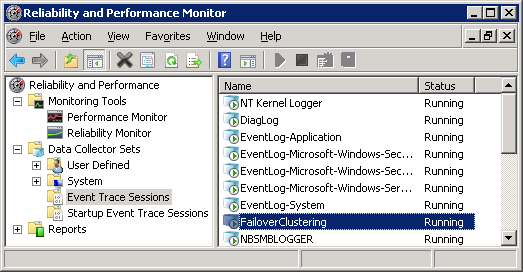 Reliability and Performance Monitor
File Action View Favorites Window Help
Reliability and Performance
Monitoring Tools
Performance Monitor
Reliability Monitor
Data Collector Sets
User Defined
System
Event Trace Sessions
Startup Event Trace Sessions
Reports
Name Status
NT Kernel Logger Running
DiagLog Running
EventLog-Application Running
EventLog-Microsoft-Windows-Sec... Running
EventLog-Microsoft-Windows-Sec... Running
EventLog-Microsoft-Windows-Ser... Running
EventLog-System Running
FailoverClustering Running
NBSMBLOGGER Running